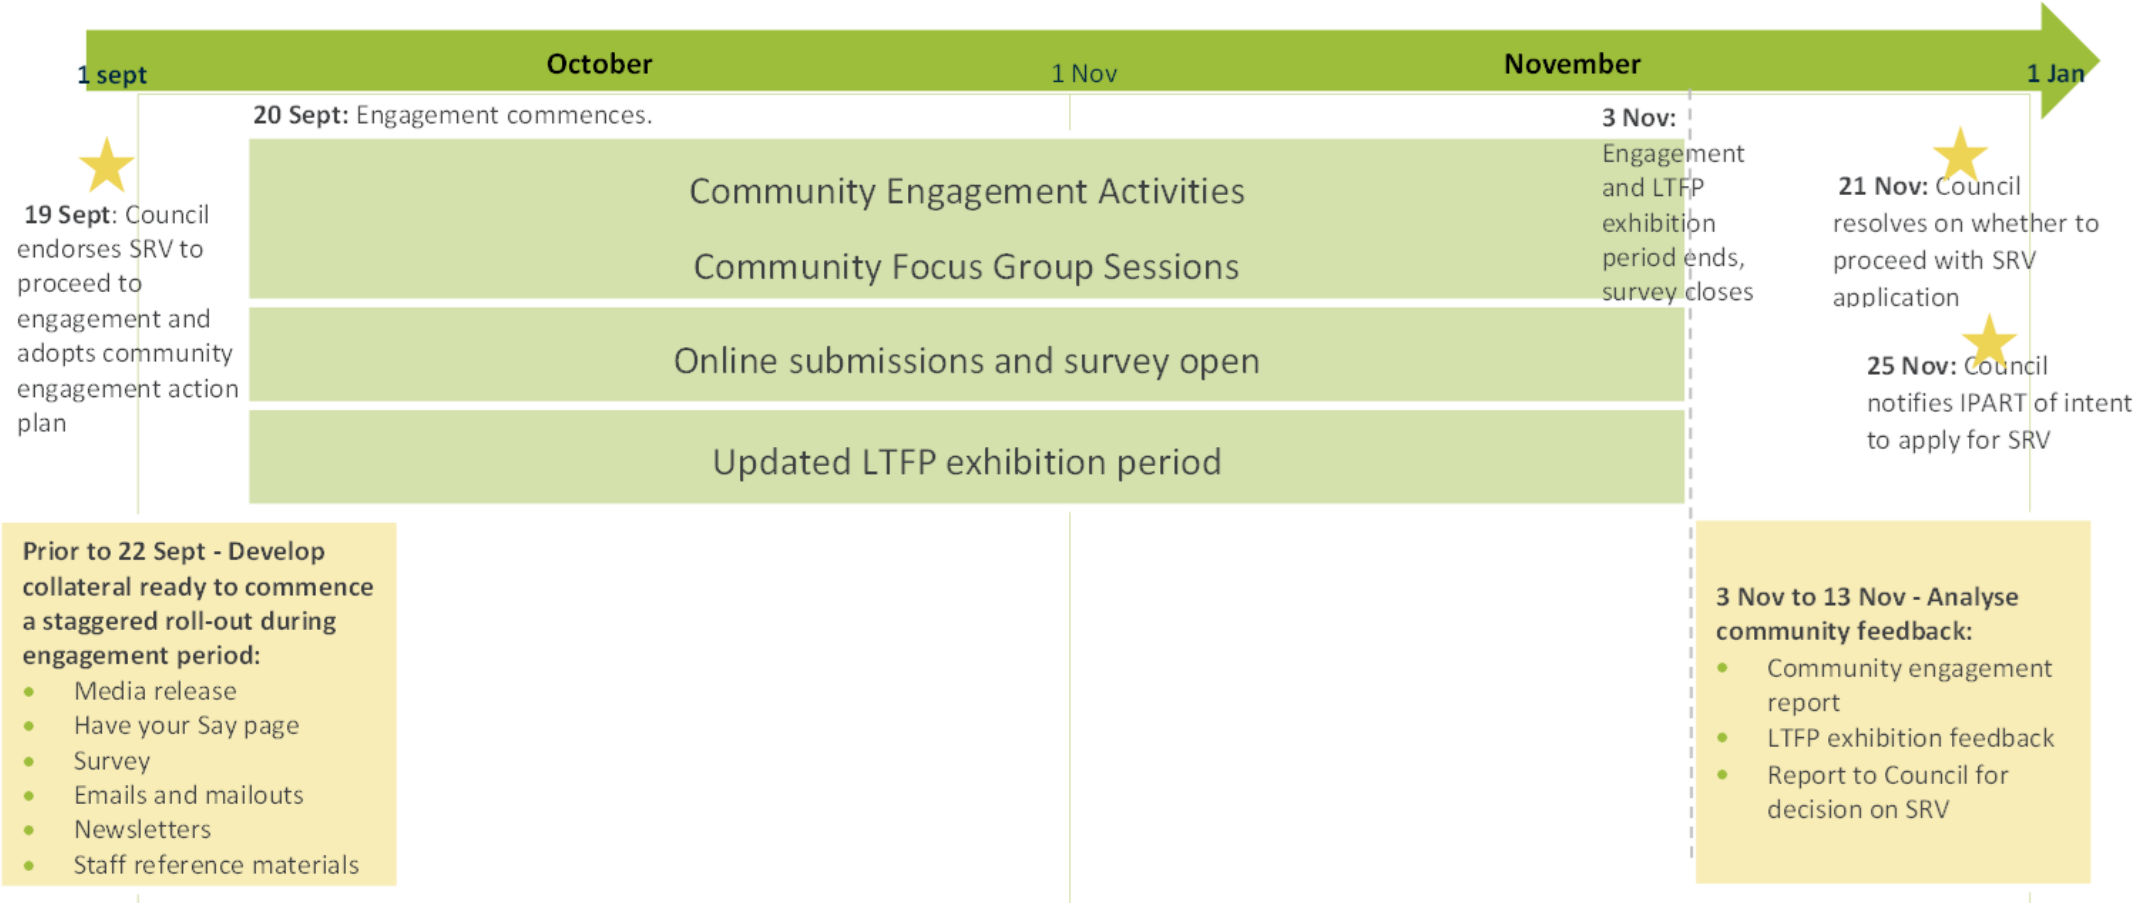 October
November
1 sept
1 Nov
1 Jan
20 Sept: Engagement commences.
19 Sept: Council
endorses SRV to
proceed to
engagement and
adopts community
engagement action
plan
Community Engagement Activities
Community Focus Group Sessions
Online submissions and survey open
Updated LTFP exhibition period
3 Nov:
Engagement
and LTFP
exhibition
period ends,
survey closes
21 Nov: Council
resolves on whether to
proceed with SRV
application
25 Nov: Council
notifies IPART of intent
to apply for SRV
Prior to 22 Sept - Develop
collateral ready to commence
a staggered roll-out during
engagement period:
• Media release
• Have your Say page
• Survey
• Emails and mailouts
• Newsletters
• Staff reference materials
3 Nov to 13 Nov - Analyse
community feedback:
• Community engagement
report
• LTFP exhibition feedback
• Report to Council for
decision on SRV